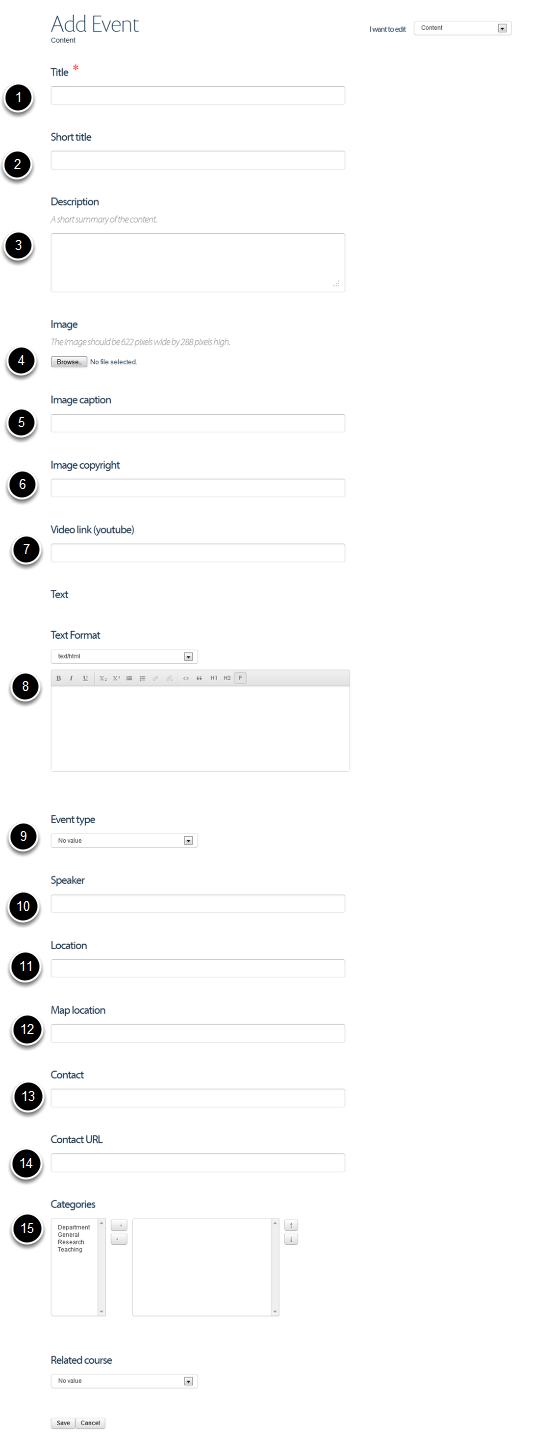 Add Event
Content
I want to edit Content
Title *
1
Short title
2
Description
A short summary of the content.
3
Image
The image should be 622 pixels wide by 288 pixels high.
4 Browse.. No file selected.
Image caption
5
Image copyright
6
Video link (youtube)
7
Text
Text Format
text/html
8 B I U X₂ X² H1 H2 P
Event type
9 No value
Speaker
10
Location
11
Map location
12
Contact
13
Contact URL
14
Categories
15 Department
General
Research
Teaching
Related course
No value
Save Cancel